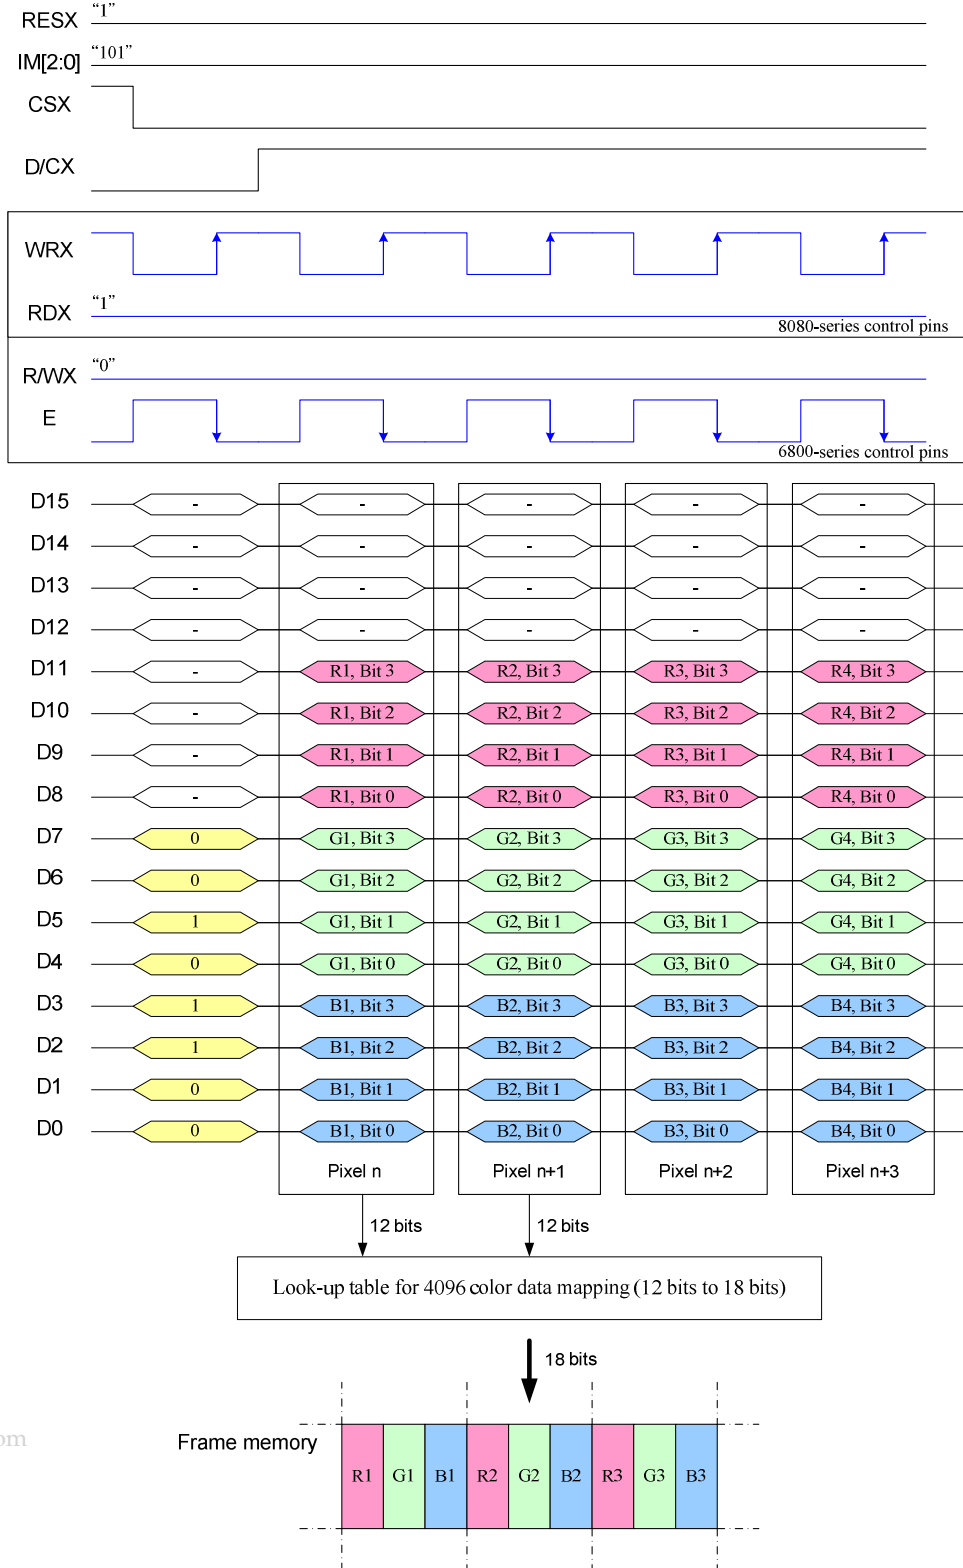 RESX “1”
IM[2:0] “101”
CSX
D/CX
WRX
RDX “1”
8080-series control pins
R/WX “0”
E
6800-series control pins
D15 - - - - -
D14 - - - - -
D13 - - - - -
D12 - - - - -
D11 - R1, Bit 3 R2, Bit 3 R3, Bit 3 R4, Bit 3
D10 - R1, Bit 2 R2, Bit 2 R3, Bit 2 R4, Bit 2
D9 - R1, Bit 1 R2, Bit 1 R3, Bit 1 R4, Bit 1
D8 - R1, Bit 0 R2, Bit 0 R3, Bit 0 R4, Bit 0
D7 0 G1, Bit 3 G2, Bit 3 G3, Bit 3 G4, Bit 3
D6 0 G1, Bit 2 G2, Bit 2 G3, Bit 2 G4, Bit 2
D5 1 G1, Bit 1 G2, Bit 1 G3, Bit 1 G4, Bit 1
D4 0 G1, Bit 0 G2, Bit 0 G3, Bit 0 G4, Bit 0
D3 1 B1, Bit 3 B2, Bit 3 B3, Bit 3 B4, Bit 3
D2 1 B1, Bit 2 B2, Bit 2 B3, Bit 2 B4, Bit 2
D1 0 B1, Bit 1 B2, Bit 1 B3, Bit 1 B4, Bit 1
D0 0 B1, Bit 0 B2, Bit 0 B3, Bit 0 B4, Bit 0
Pixel n Pixel n+1 Pixel n+2 Pixel n+3
12 bits 12 bits
Look-up table for 4096 color data mapping (12 bits to 18 bits)
18 bits
om
Frame memory
R1 G1 B1 R2 G2 B2 R3 G3 B3